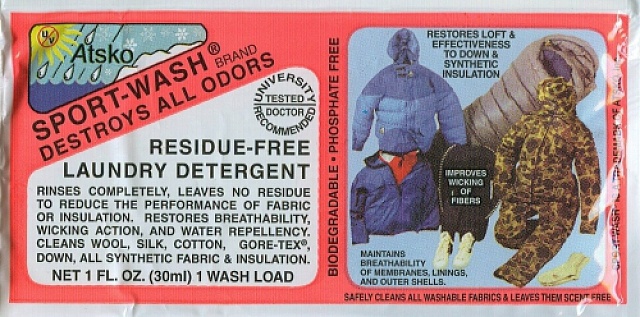 U/V
Atsko
SPORT-WASH® BRAND
DESTROYS ALL ODORS
UNIVERSITY
TESTED
DOCTOR
RECOMMENDED
RESIDUE-FREE
LAUNDRY DETERGENT
RINSES COMPLETELY, LEAVES NO RESIDUE
TO REDUCE THE PERFORMANCE OF FABRIC
OR INSULATION. RESTORES BREATHABILITY,
WICKING ACTION, AND WATER REPELLENCY.
CLEANS WOOL, SILK, COTTON, GORE-TEX®,
DOWN, ALL SYNTHETIC FABRIC & INSULATION.
NET 1 FL. OZ. (30ml) 1 WASH LOAD
BIODEGRADABLE • PHOSPHATE FREE
RESTORES LOFT &
EFFECTIVENESS
TO DOWN &
SYNTHETIC
INSULATION
IMPROVES
WICKING
OF
FIBERS
MAINTAINS
BREATHABILITY
OF MEMBRANES, LININGS,
AND OUTER SHELLS.
SAFELY CLEANS ALL WASHABLE FABRICS & LEAVES THEM SCENT FREE